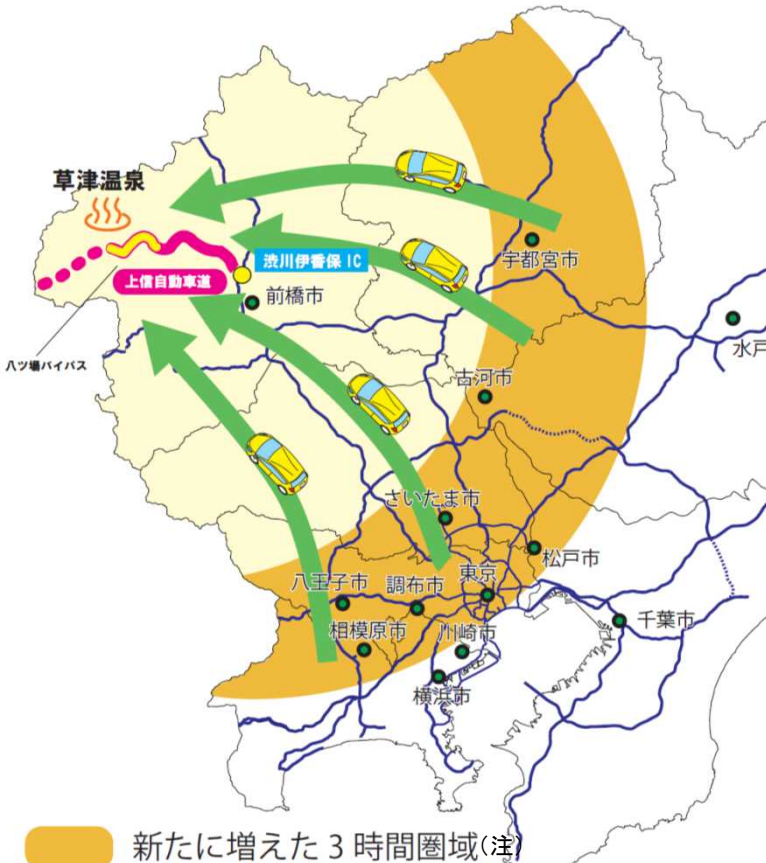 草津温泉
宇都宮市
渋川伊香保 IC
上信自動車道
前橋市
水戸
八ツ場バイパス
古河市
さいたま市
松戸市
八王子市
調布市
東京
千葉市
相模原市
川崎市
横浜市
新たに増えた3時間圏域(注)